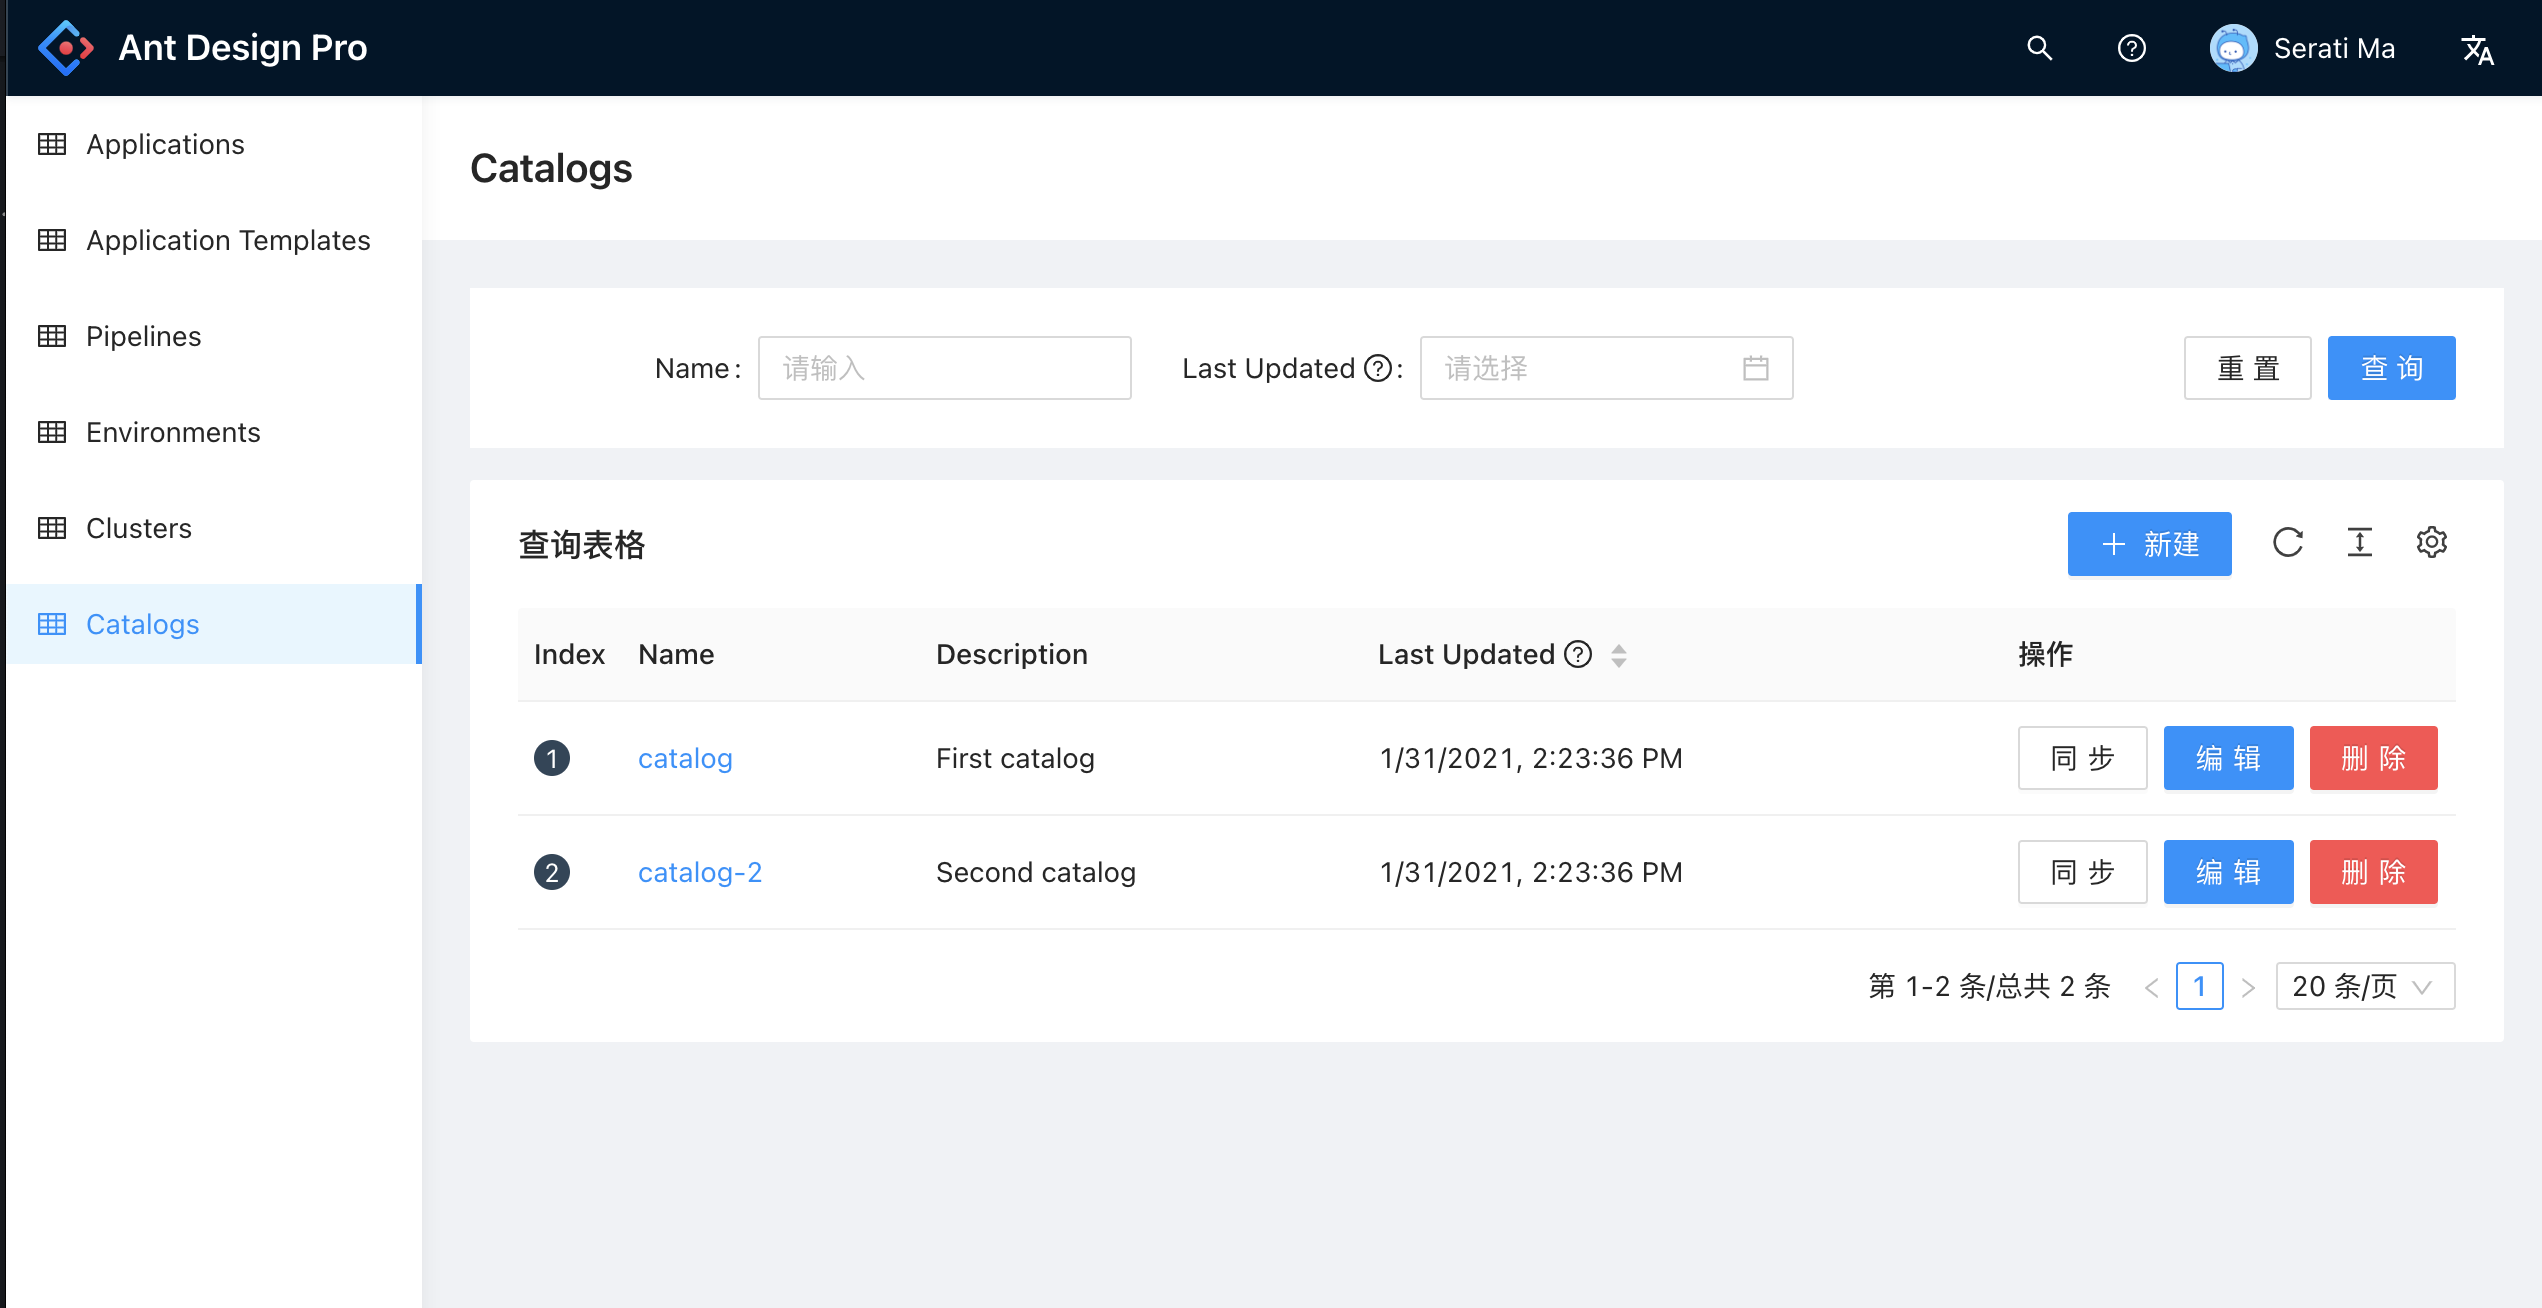 Ant Design Pro
Serati Ma
Applications
Application Templates
Pipelines
Environments
Clusters
Catalogs
Catalogs
Name: 请输入 Last Updated ?: 请选择 重 置 查 询
查询表格 + 新建
Index Name Description Last Updated ? 操作
1 catalog First catalog 1/31/2021, 2:23:36 PM 同 步 编 辑 删 除
2 catalog-2 Second catalog 1/31/2021, 2:23:36 PM 同 步 编 辑 删 除
第 1-2 条/总共 2 条 < 1 > 20 条/页